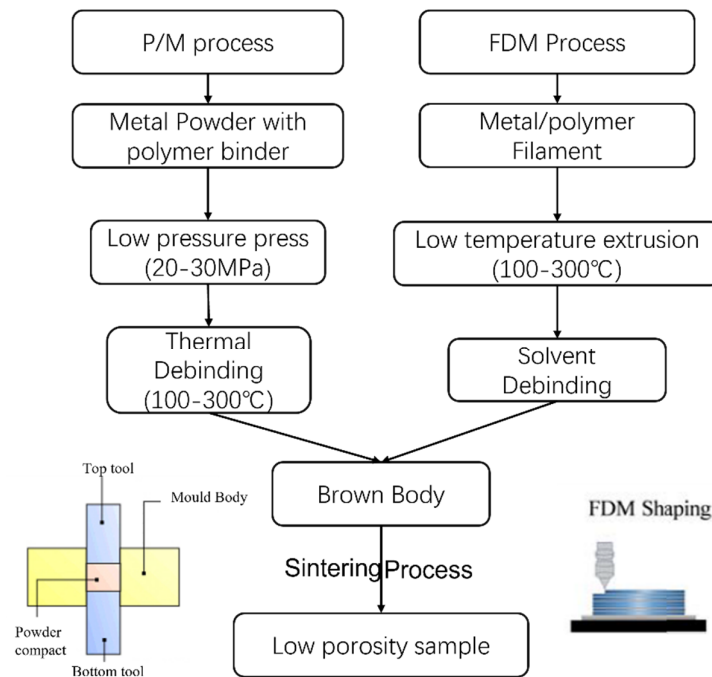 P/M process
FDM Process
Metal Powder with
polymer binder
Metal/polymer
Filament
Low pressure press
(20-30MPa)
Low temperature extrusion
(100-300℃)
Thermal
Debinding
(100-300℃)
Solvent
Debinding
Brown Body
Top tool
Mould Body
Powder
compact
Bottom tool
FDM Shaping
Sintering Process
Low porosity sample